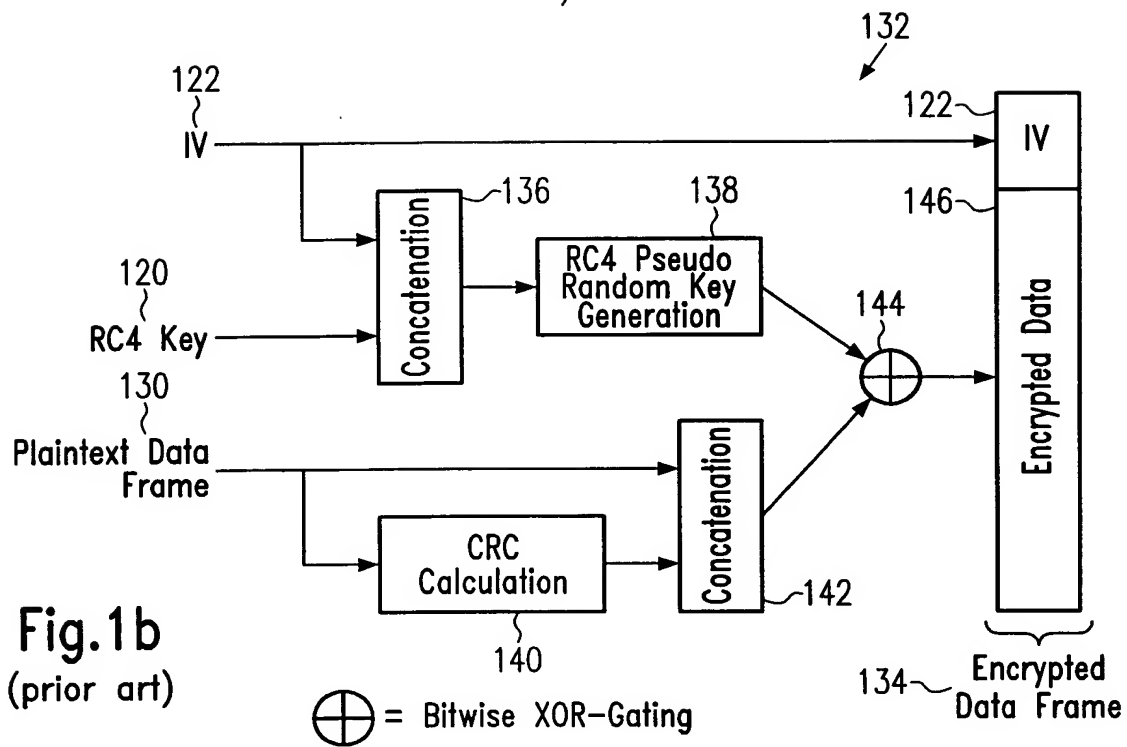 132
122
IV
122
IV
136
Concatenation
138
RC4 Pseudo
Random Key
Generation
146
120
RC4 Key
144
Encrypted Data
130
Plaintext Data
Frame
Concatenation
CRC
Calculation
142
140
Fig.1b
(prior art)
= Bitwise XOR-Gating
134
Encrypted
Data Frame